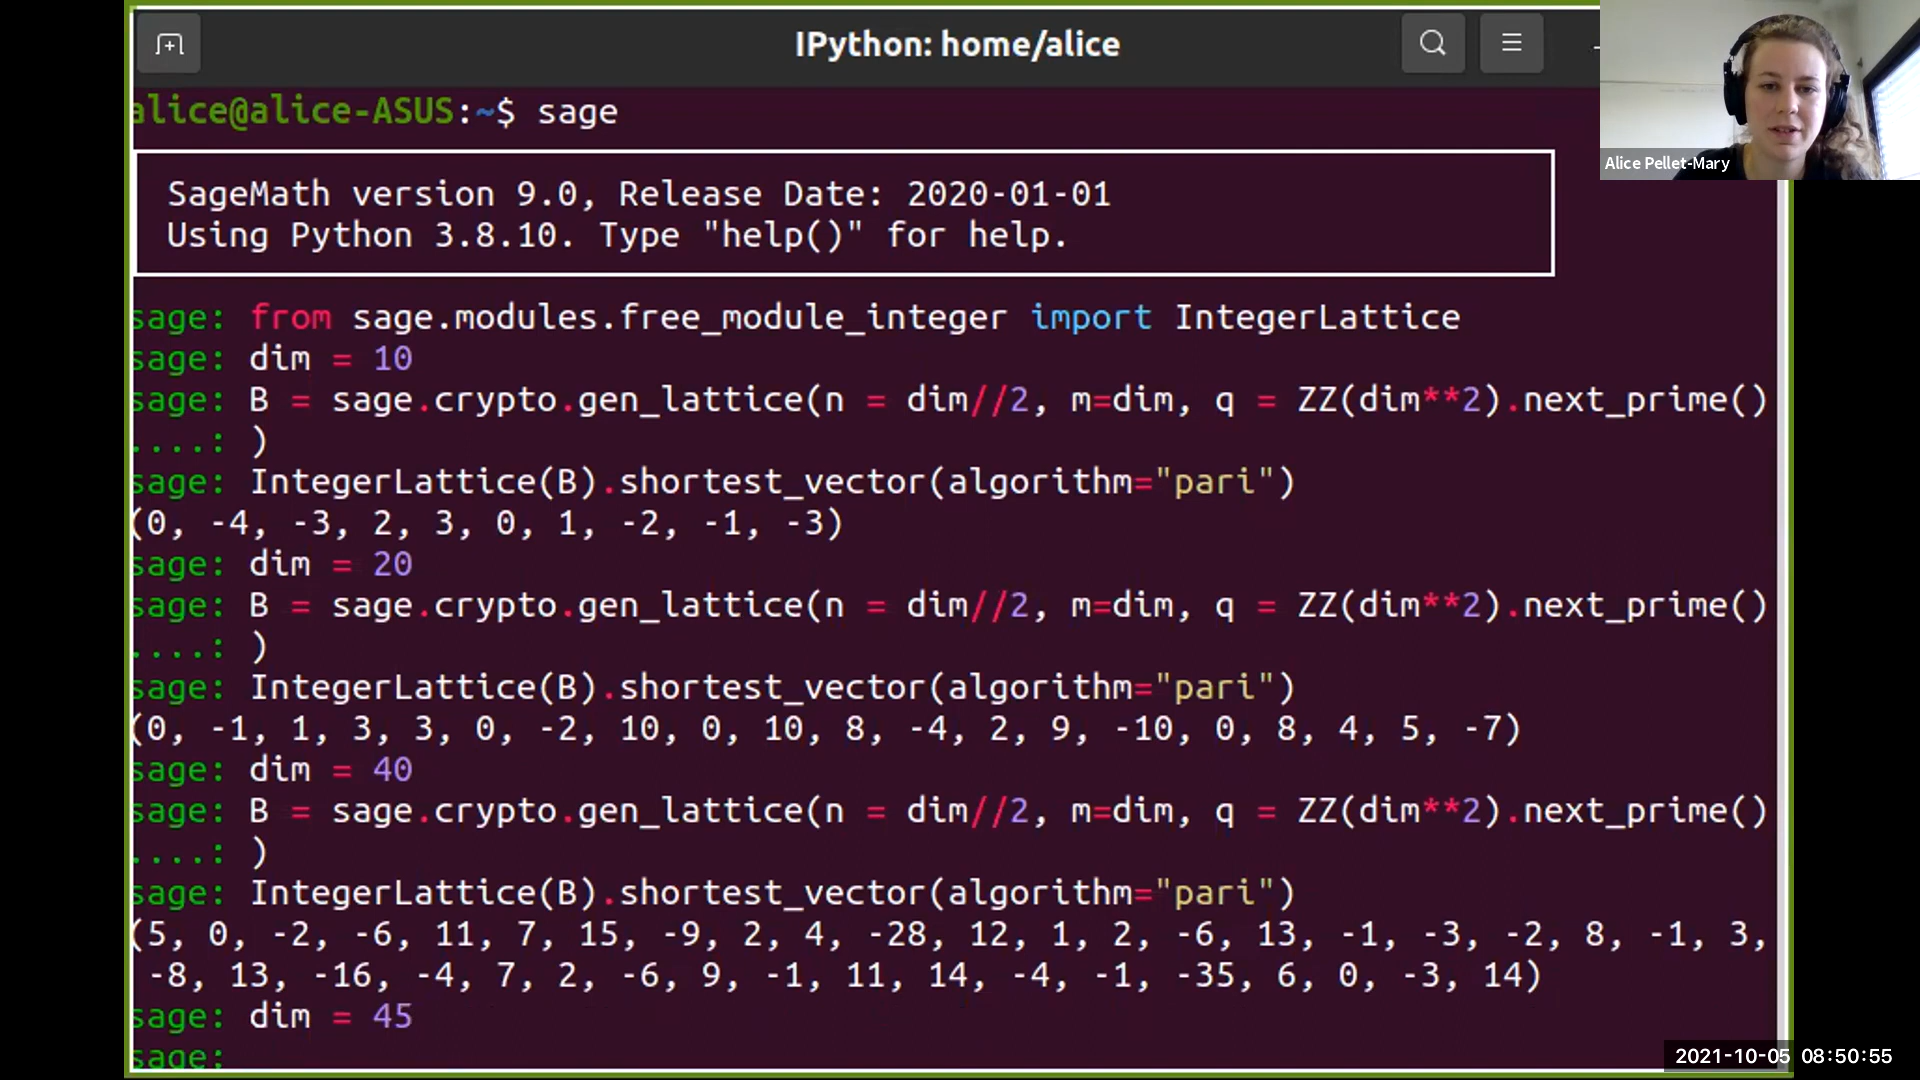 IPython: home/alice
alice@alice-ASUS:~$ sage
SageMath version 9.0, Release Date: 2020-01-01
Using Python 3.8.10. Type "help()" for help.
sage: from sage.modules.free_module_integer import IntegerLattice
sage: dim = 10
sage: B = sage.crypto.gen_lattice(n = dim//2, m=dim, q = ZZ(dim**2).next_prime()
....: )
sage: IntegerLattice(B).shortest_vector(algorithm="pari")
(0, -4, -3, 2, 3, 0, 1, -2, -1, -3)
sage: dim = 20
sage: B = sage.crypto.gen_lattice(n = dim//2, m=dim, q = ZZ(dim**2).next_prime()
....: )
sage: IntegerLattice(B).shortest_vector(algorithm="pari")
(0, -1, 1, 3, 3, 0, -2, 10, 0, 10, 8, -4, 2, 9, -10, 0, 8, 4, 5, -7)
sage: dim = 40
sage: B = sage.crypto.gen_lattice(n = dim//2, m=dim, q = ZZ(dim**2).next_prime()
....: )
sage: IntegerLattice(B).shortest_vector(algorithm="pari")
(5, 0, -2, -6, 11, 7, 15, -9, 2, 4, -28, 12, 1, 2, -6, 13, -1, -3, -2, 8, -1, 3,
-8, 13, -16, -4, 7, 2, -6, 9, -1, 11, 14, -4, -1, -35, 6, 0, -3, 14)
sage: dim = 45
sage:
Alice Pellet-Mary
2021-10-05 08:50:55